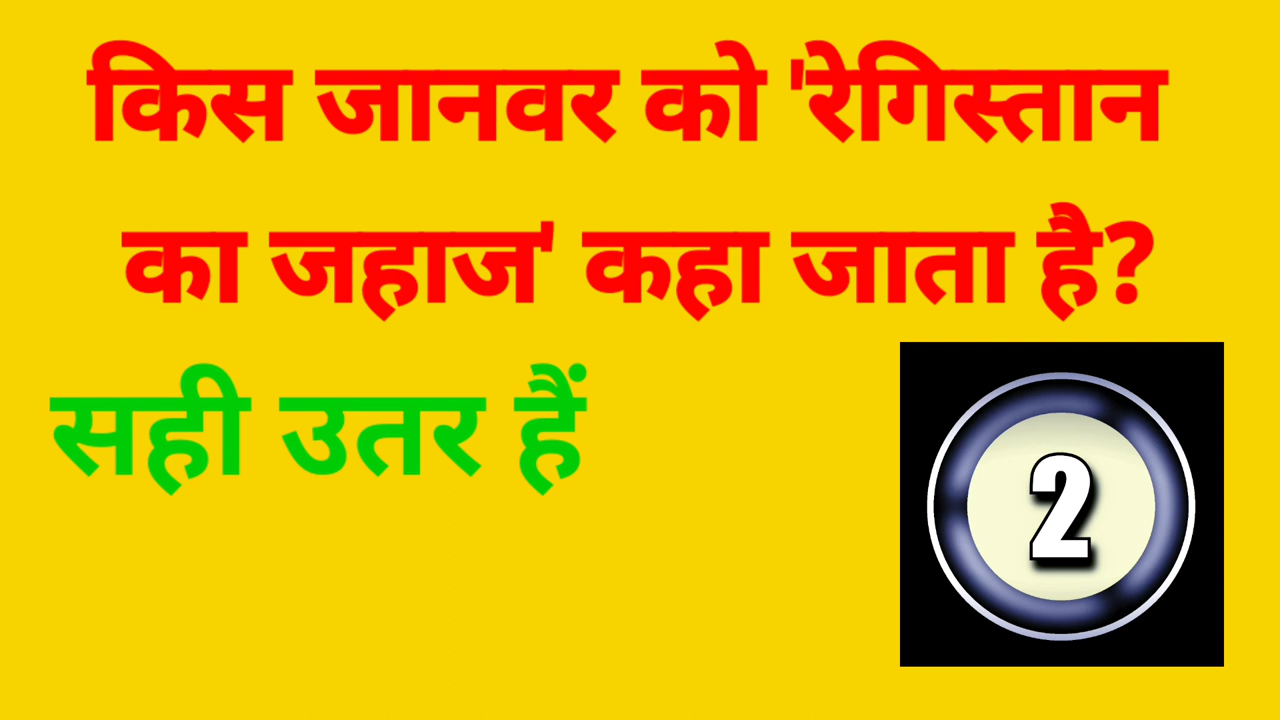 किस जानवर को 'रेगिस्तान
का जहाज' कहा जाता है?
सही उतर हैं
2